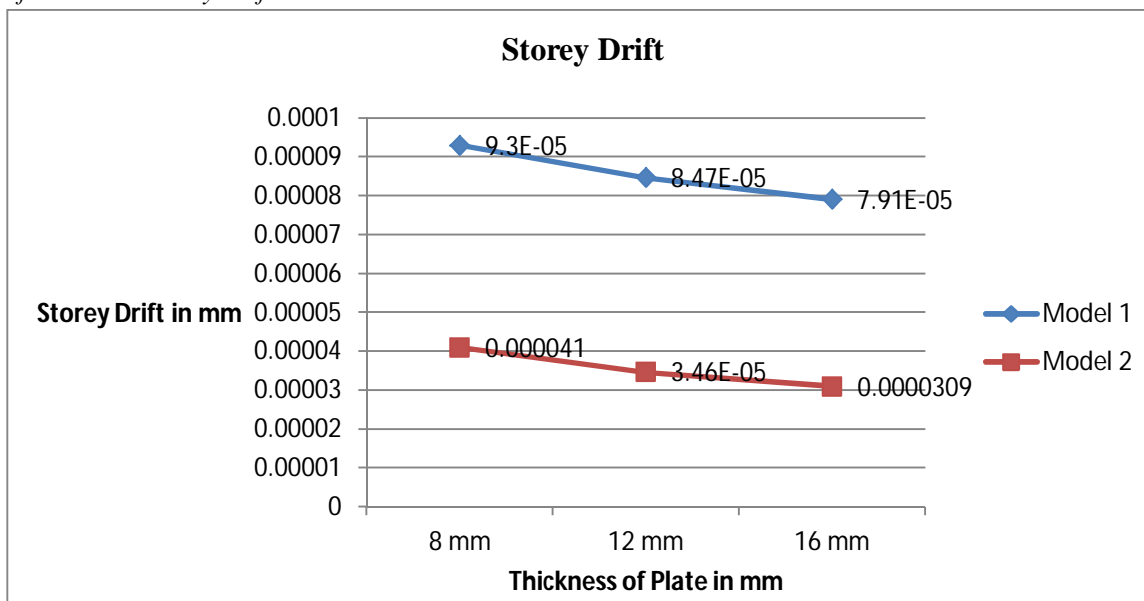 Storey Drift
0.0001
0.00009
0.00008
0.00007
0.00006
0.00005
0.00004
0.00003
0.00002
0.00001
0
Storey Drift in mm
9.3E-05
8.47E-05
7.91E-05
0.000041
3.46E-05
0.0000309
Model 1
Model 2
8 mm
12 mm
16 mm
Thickness of Plate in mm